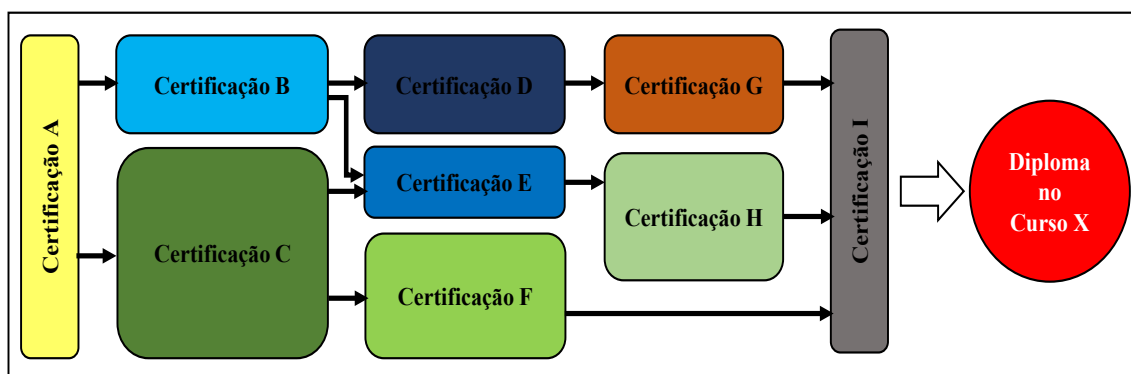 Certificação A
Certificação B
Certificação C
Certificação D
Certificação E
Certificação F
Certificação G
Certificação H
Certificação I
Diploma
no
Curso X